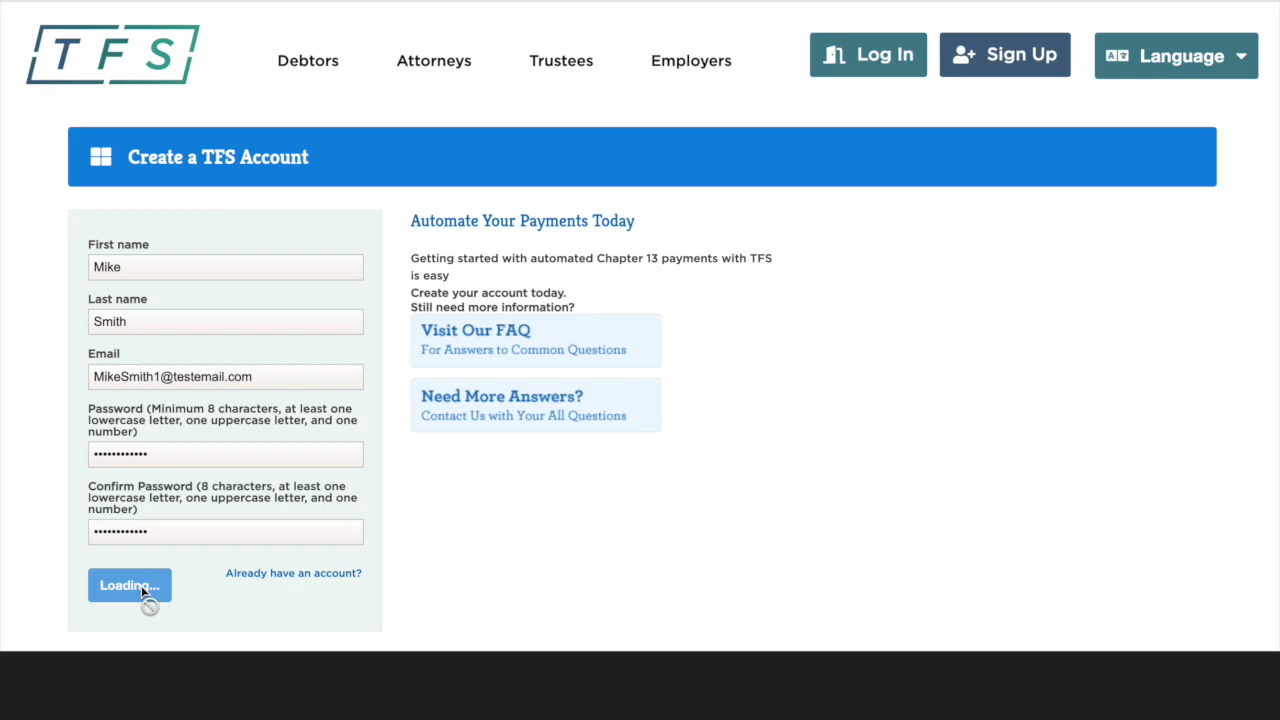 TFS
Debtors
Attorneys
Trustees
Employers
Log In
Sign Up
Language
Create a TFS Account
First name
Mike
Last name
Smith
Email
MikeSmith1@testemail.com
Password (Minimum 8 characters, at least one
lowercase letter, one uppercase letter, and one
number)
••••••••••••
Confirm Password (8 characters, at least one
lowercase letter, one uppercase letter, and one
number)
••••••••••••
Loading...
Already have an account?
Automate Your Payments Today
Getting started with automated Chapter 13 payments with TFS
is easy
Create your account today.
Still need more information?
Visit Our FAQ
For Answers to Common Questions
Need More Answers?
Contact Us with Your All Questions